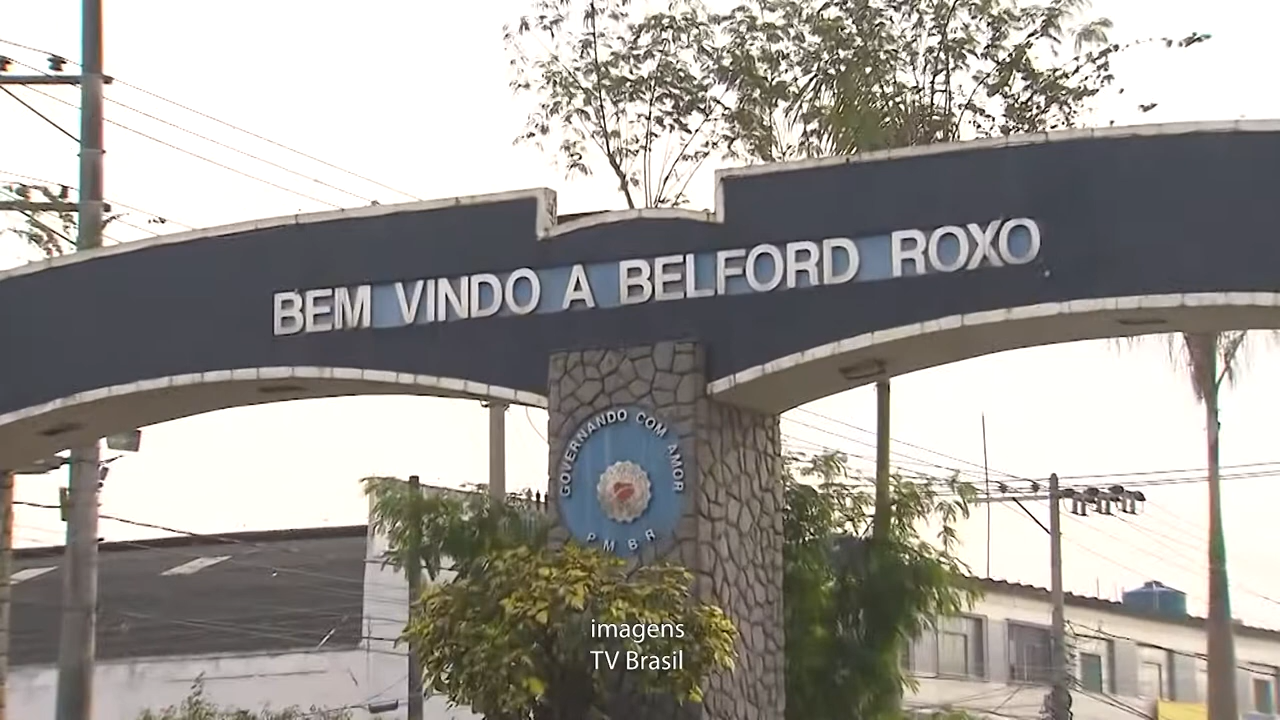 BEM VINDO A BELFORD ROXO
GOVERNANDO COM AMOR
PMBR
imagens
TV Brasil